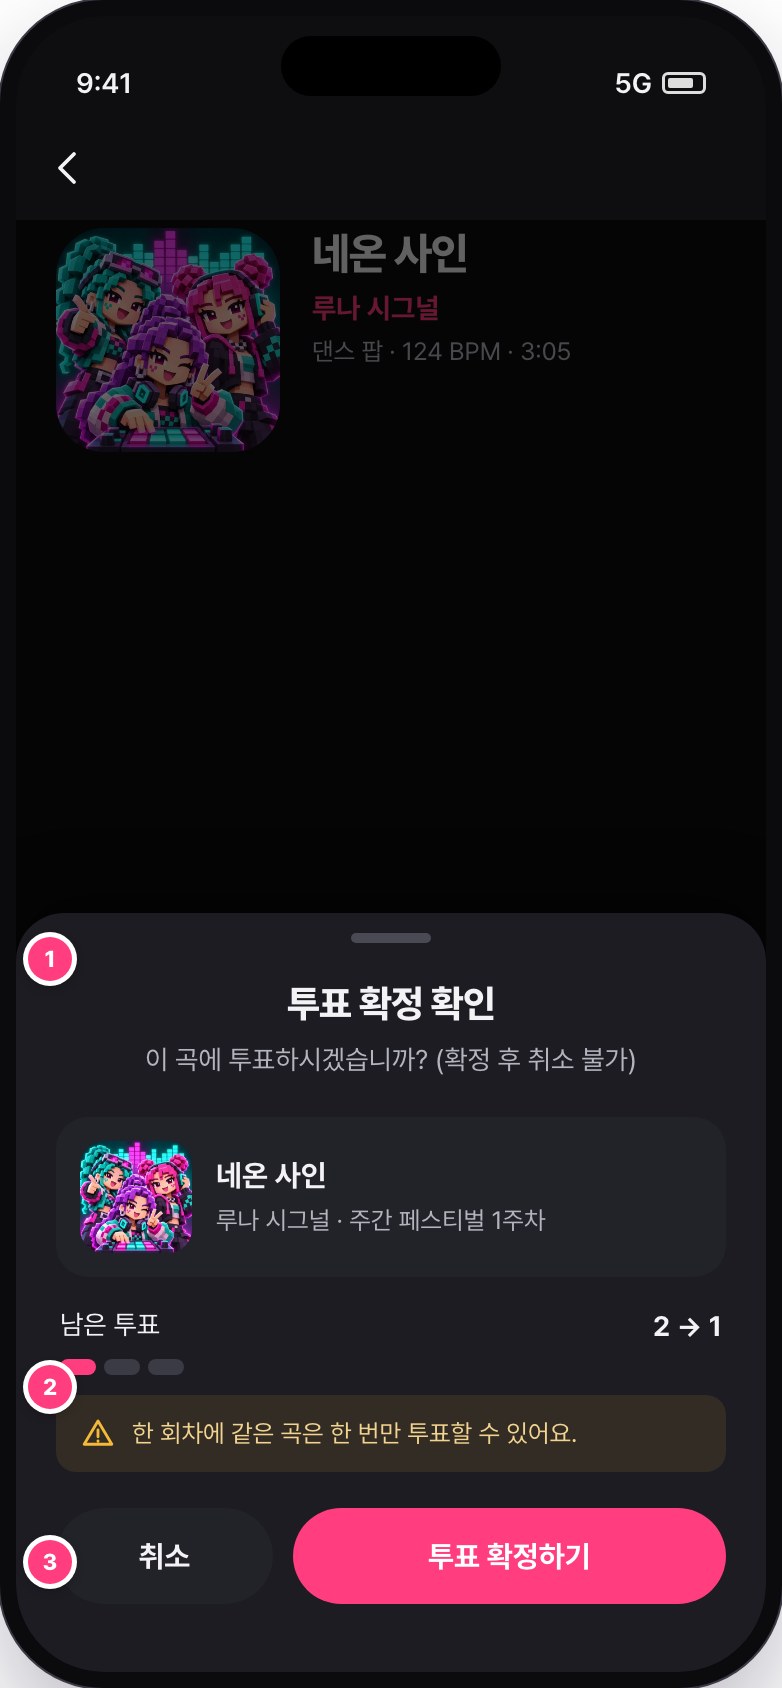 9:41
5G
네온 사인
루나 시그널
댄스 팝 · 124 BPM · 3:05
1
투표 확정 확인
이 곡에 투표하시겠습니까? (확정 후 취소 불가)
네온 사인
루나 시그널 · 주간 페스티벌 1주차
남은 투표
2 → 1
2
한 회차에 같은 곡은 한 번만 투표할 수 있어요.
3
취소
투표 확정하기